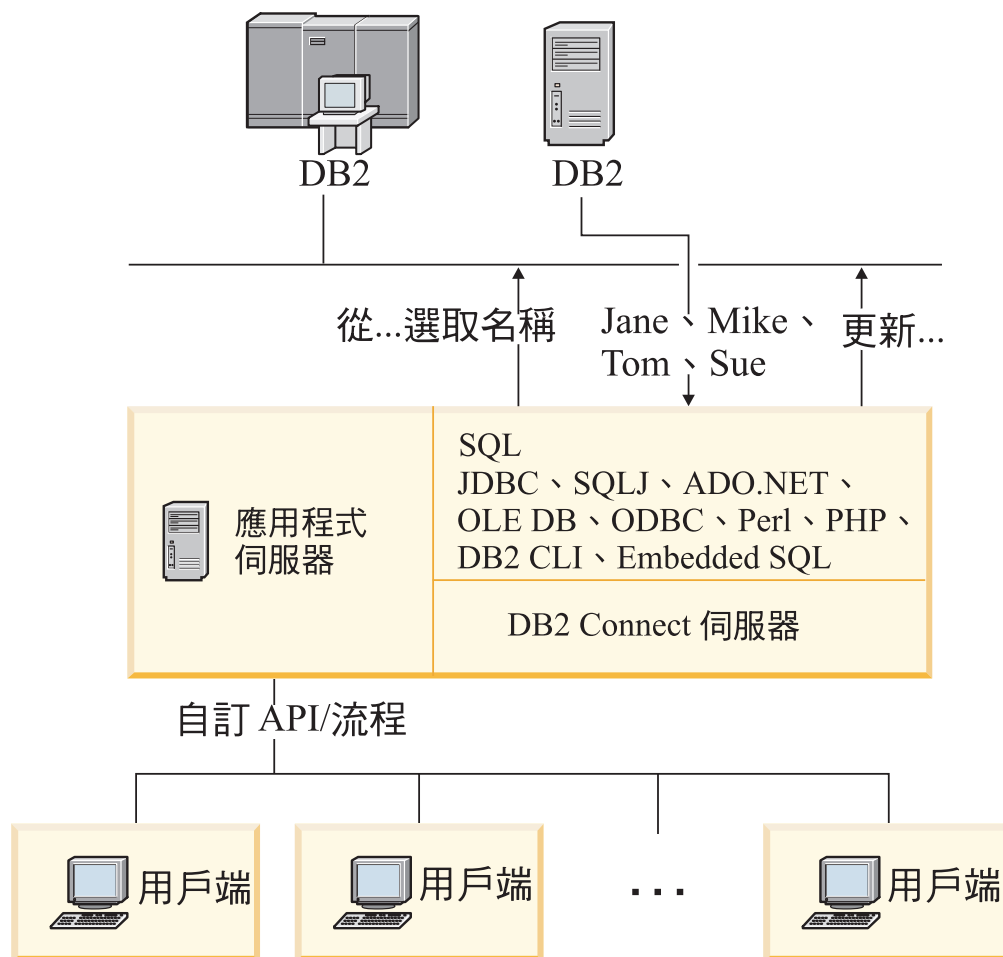 DB2
DB2
從...選取名稱
Jane、Mike、
Tom、Sue
更新...
應用程式
伺服器
SQL
JDBC、SQLJ、ADO.NET、
OLE DB、ODBC、Perl、PHP、
DB2 CLI、Embedded SQL
DB2 Connect 伺服器
自訂 API/流程
用戶端
用戶端
...
用戶端